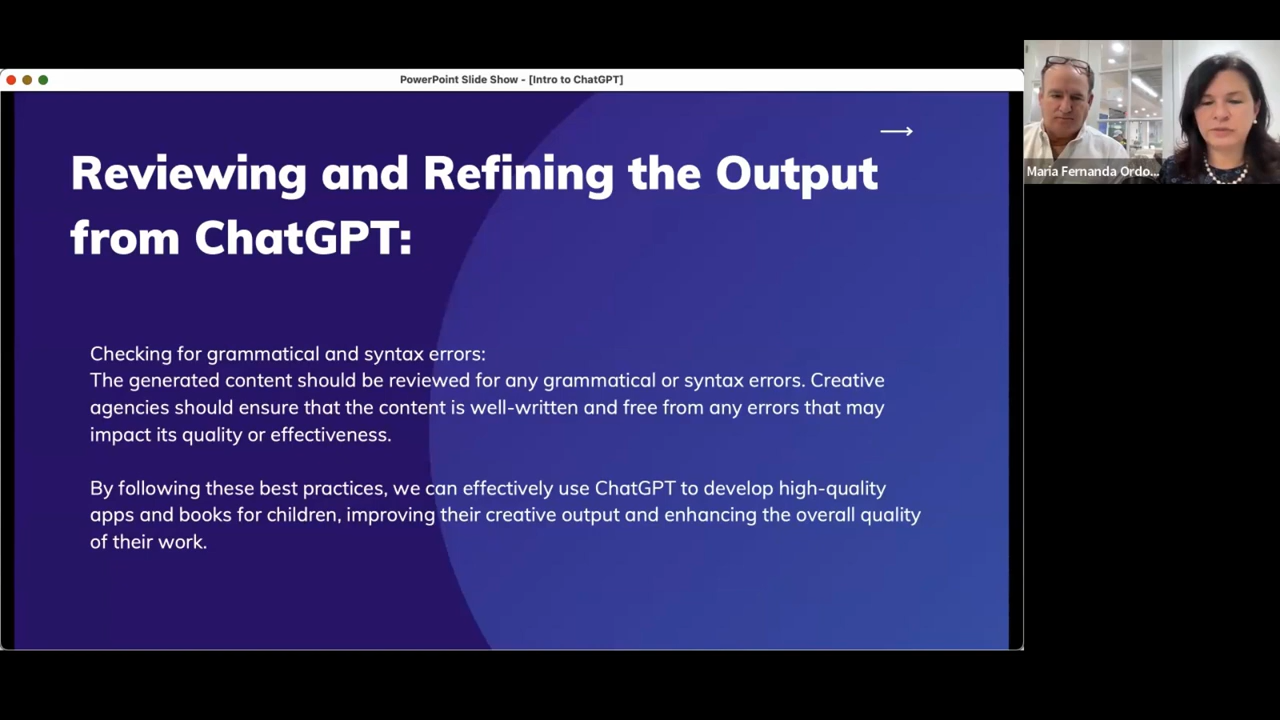 PowerPoint Slide Show - [Intro to ChatGPT]
Reviewing and Refining the Output
from ChatGPT:
Checking for grammatical and syntax errors:
The generated content should be reviewed for any grammatical or syntax errors. Creative
agencies should ensure that the content is well-written and free from any errors that may
impact its quality or effectiveness.
By following these best practices, we can effectively use ChatGPT to develop high-quality
apps and books for children, improving their creative output and enhancing the overall quality
of their work.
Maria Fernanda Ordo...